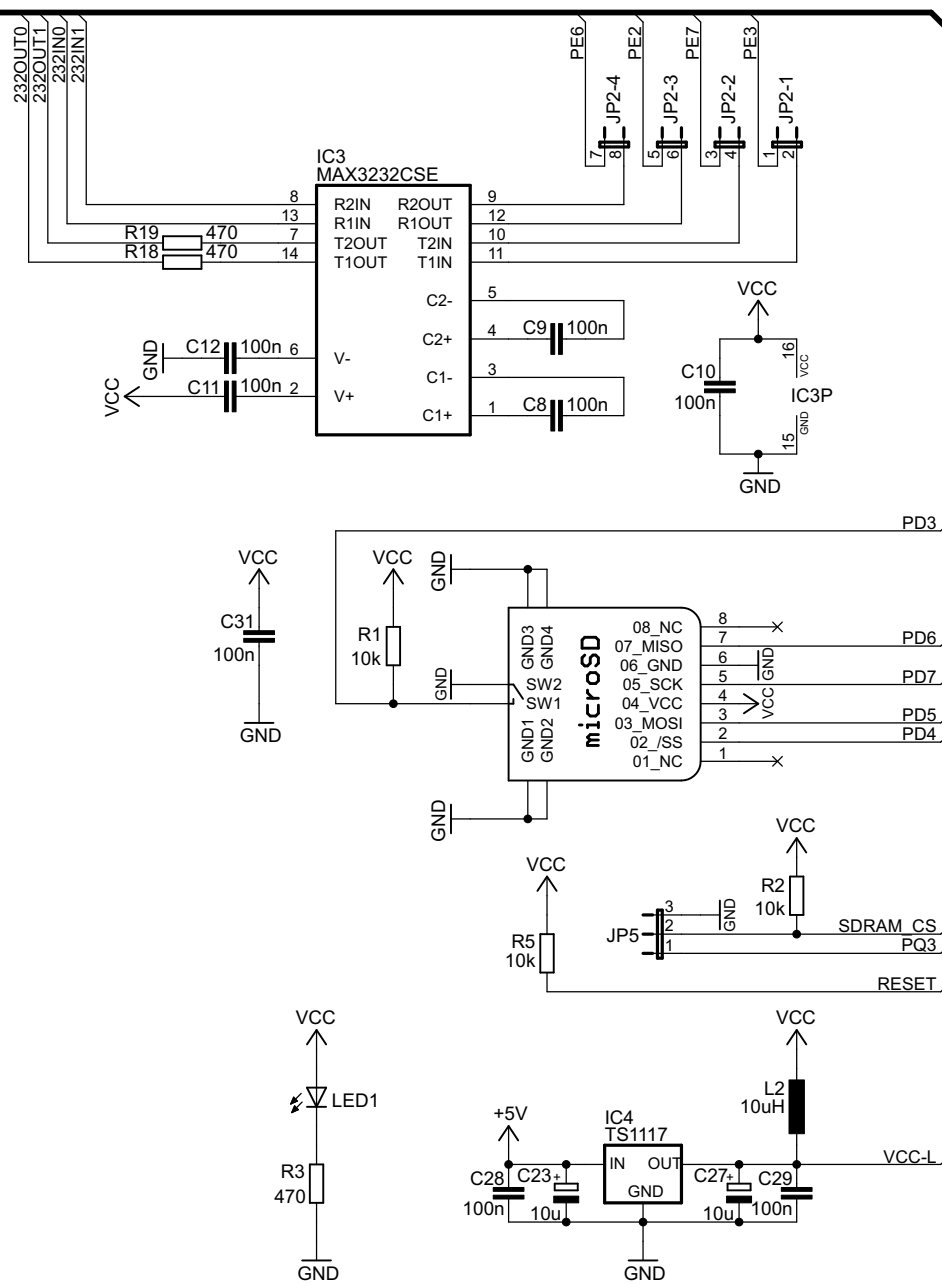 232OUT0
232OUT1
232IN0
232IN1
PE6
PE2
PE7
PE3
JP2-4
JP2-3
JP2-2
JP2-1
7
8
5
6
3
4
1
2
IC3
MAX3232CSE
8 R2IN R2OUT 9
13 R1IN R1OUT 12
R19 470 7 T2OUT T2IN 10
R18 470 14 T1OUT T1IN 11
C2- 5
C2+ 4 C9 100n
GND C12 100n 6 V-
C1- 3
VCC C11 100n 2 V+
C1+ 1 C8 100n
VCC
16 VCC
C10
100n
IC3P
15 GND
GND
PD3
VCC
C31
100n
GND
VCC
R1
10k
GND
GND3
GND4
GND
SW2
SW1
GND1
GND2
GND
microSD
08_NC 8
07_MISO 7 PD6
06_GND 6 GND
05_SCK 5 PD7
04_VCC 4 VCC
03_MOSI 3 PD5
02_/SS 2 PD4
01_NC 1
VCC
R2
10k
VCC
R5
10k
JP5
3 GND
2 SDRAM_CS
1 PQ3
RESET
VCC
LED1
R3
470
GND
VCC
L2
10uH
+5V
IC4
TS1117
IN OUT
GND
VCC-L
C28
100n
C23 +
10u
C27 +
10u
C29
100n
GND